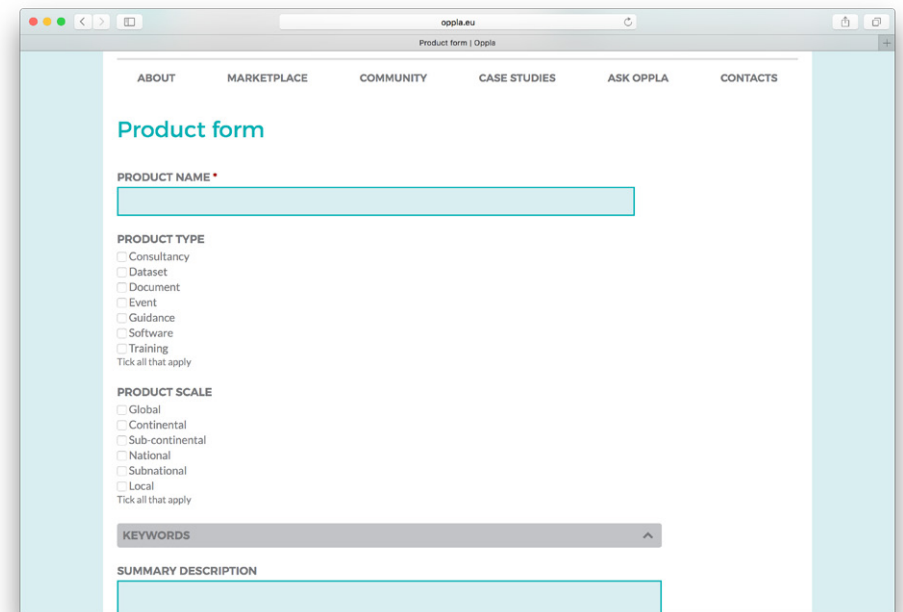 oppla.eu
Product form | Oppla
ABOUT MARKETPLACE COMMUNITY CASE STUDIES ASK OPPLA CONTACTS
Product form
PRODUCT NAME *
PRODUCT TYPE
Consultancy
Dataset
Document
Event
Guidance
Software
Training
Tick all that apply
PRODUCT SCALE
Global
Continental
Sub-continental
National
Subnational
Local
Tick all that apply
KEYWORDS
SUMMARY DESCRIPTION